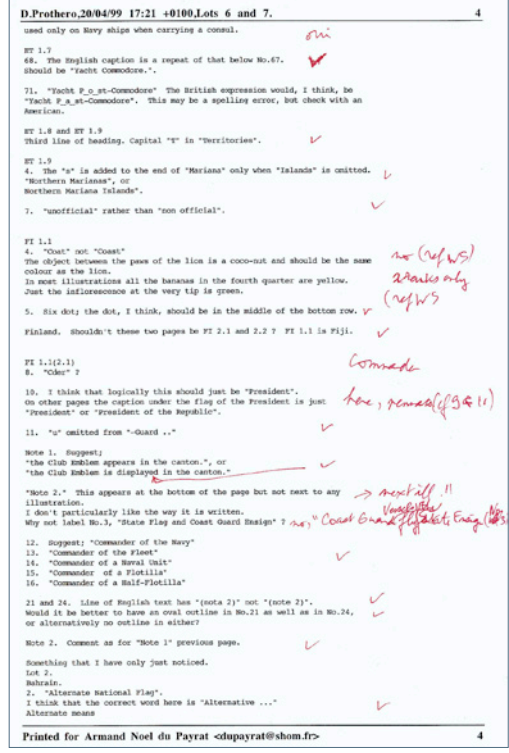 D.Prothero,20/04/99 17:21 +0100,Lots 6 and 7. 4
used only on Navy ships when carrying a consul.
oui
ET 1.7
68. The English caption is a repeat of that below No.67.
Should be "Yacht Commodore.".
71. "Yacht P_o_st-Commodore" The British expression would, I think, be
"Yacht P_a_st-Commodore". This may be a spelling error, but check with an
American.
ET 1.8 and ET 1.9
Third line of heading. Capital "T" in "Territories".
ET 1.9
4. The "s" is added to the end of "Mariana" only when "Islands" is omitted.
"Northern Marianas", or
Northern Mariana Islands".
7. "unofficial" rather than "non official".
FI 1.1
4. "Coat" not "Coast"
The object between the paws of the lion is a coco-nut and should be the same no (ref WS)
colour as the lion.
In most illustrations all the bananas in the fourth quarter are yellow. only
Just the inflorescence at the very tip is green. (ref WS
5. Six dot; the dot, I think, should be in the middle of the bottom row.
Finland. Shouldn't these two pages be FI 2.1 and 2.2 ? FI 1.1 is Fiji.
FI 1.1(2.1)
8. "Cder" ?
10. I think that logically this should just be "President".
On other pages the caption under the flag of the President is just
"President" or "President of the Republic".
11. "u" omitted from "-Guard .."
Note 1. Suggest;
"the Club Emblem appears in the canton.", or
"the Club Emblem is displayed in the canton."
"Note 2." This appears at the bottom of the page but not next to any
illustration.
I don't particularly like the way it is written.
Why not label No.3, "State Flag and Coast Guard Ensign" ? no, "Coast Guard
12. Suggest; "Commander of the Navy"
13. "Commander of the Fleet"
14. "Commander of a Naval Unit"
15. "Commander of a Flotilla"
16. "Commander of a Half-Flotilla"
21 and 24. Line of English text has "(nota 2)" not "(note 2)".
Would it be better to have an oval outline in No.21 as well as in No.24,
or alternatively no outline in either?
Note 2. Comment as for "Note 1" previous page.
Something that I have only just noticed.
Lot 2.
Bahrain.
2. "Alternate National Flag".
I think that the correct word here is "Alternative ..."
Alternate means
Printed for Armand Noel du Payrat <dupayrat@shom.fr> 4